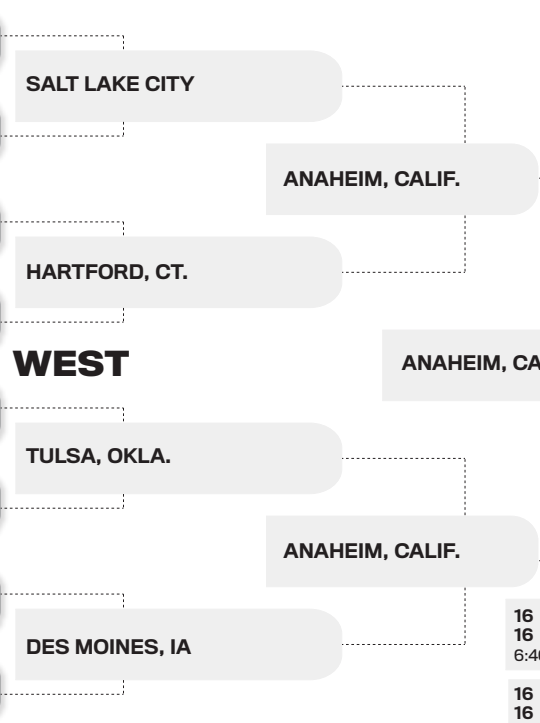 SALT LAKE CITY
ANAHEIM, CALIF.
HARTFORD, CT.
WEST
ANAHEIM, CA
TULSA, OKLA.
ANAHEIM, CALIF.
DES MOINES, IA
16
16
16
16